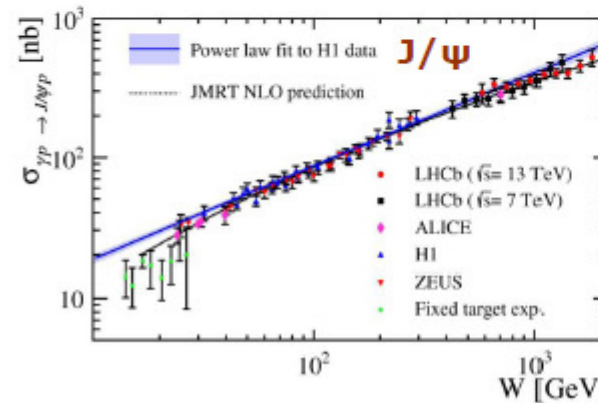 σγp → J/ψp [nb]
10³
10²
10
Power law fit to H1 data
J/ψ
JMRT NLO prediction
LHCb (√s= 13 TeV)
LHCb (√s= 7 TeV)
ALICE
H1
ZEUS
Fixed target exp.
10²
10³
W [GeV